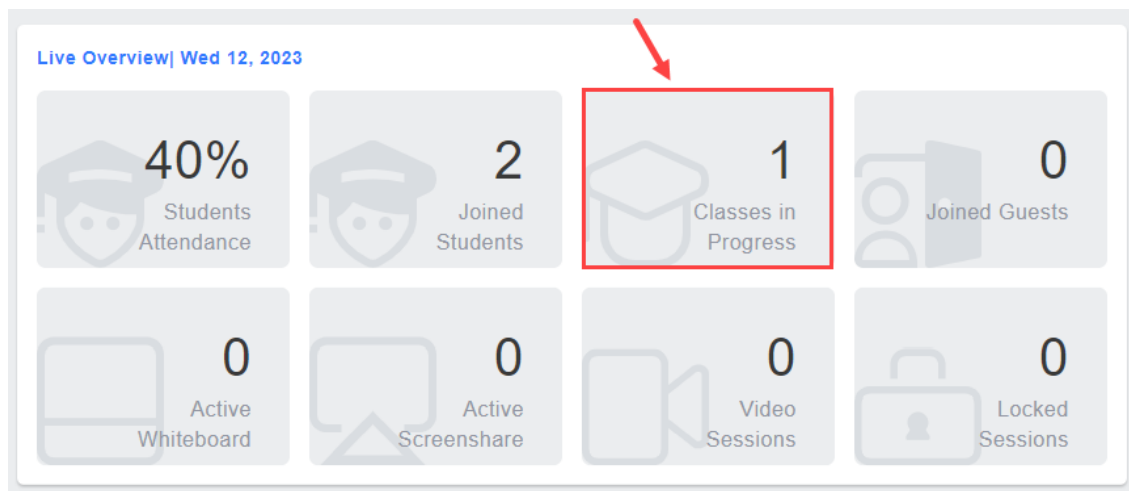 Live Overview| Wed 12, 2023
40%
Students
Attendance
2
Joined
Students
1
Classes in
Progress
0
Joined Guests
0
Active
Whiteboard
0
Active
Screenshare
0
Video
Sessions
0
Locked
Sessions